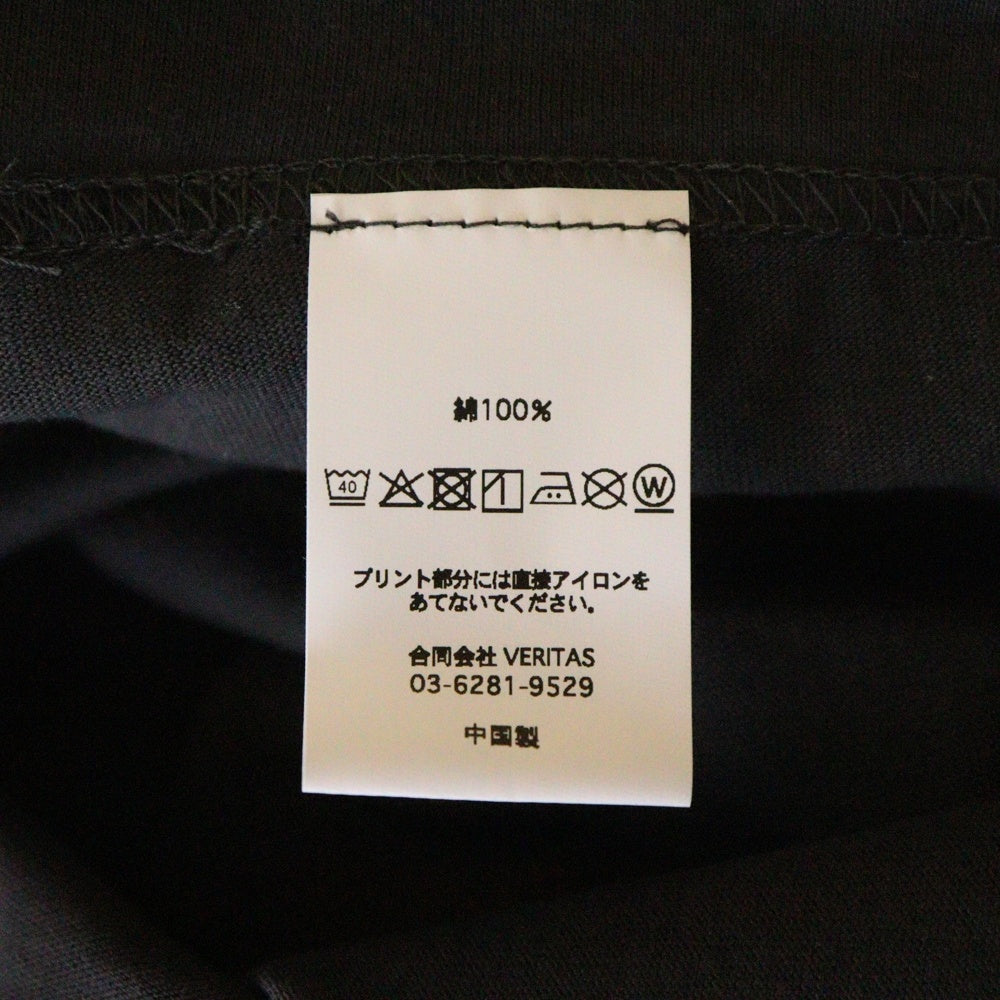 綿100%
40 W
プリント部分には直接アイロンを
あてないでください。
合同会社 VERITAS
03-6281-9529
中国製